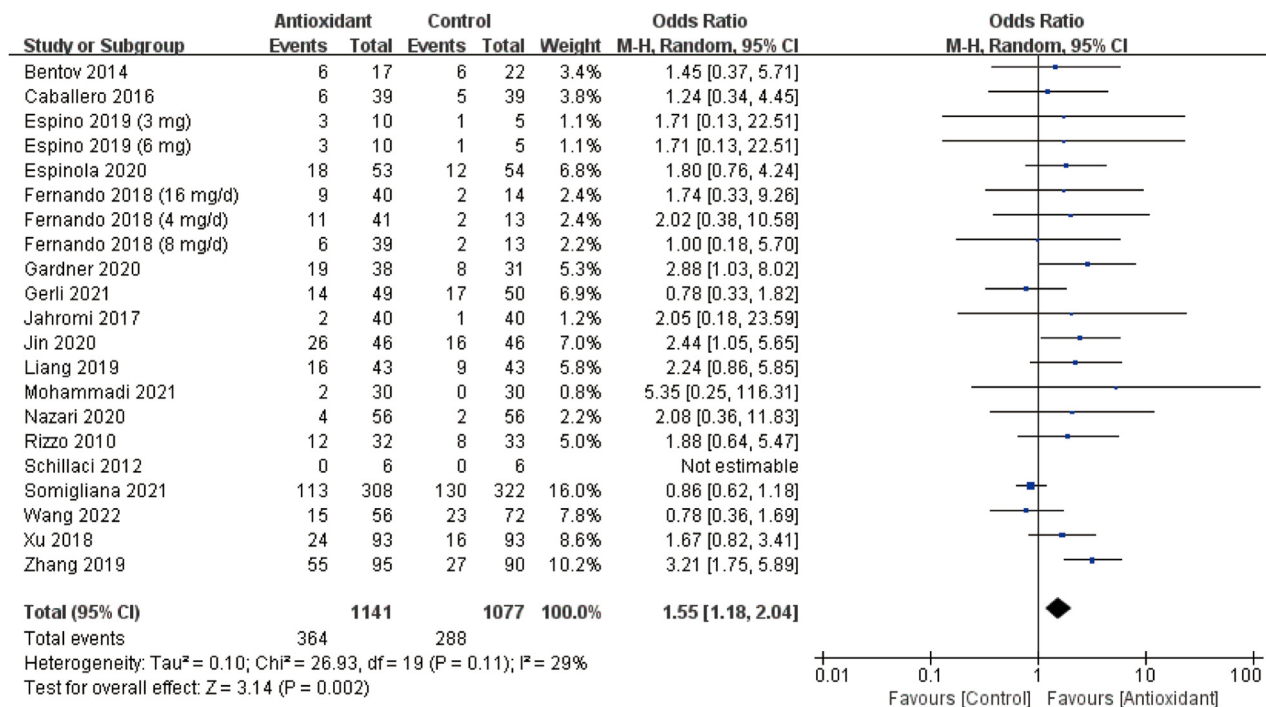 Antioxidant Control Odds Ratio Odds Ratio
Study or Subgroup Events Total Events Total Weight M-H, Random, 95% CI M-H, Random, 95% CI
Bentov 2014 6 17 6 22 3.4% 1.45 [0.37, 5.71]
Caballero 2016 6 39 5 39 3.8% 1.24 [0.34, 4.45]
Espino 2019 (3 mg) 3 10 1 5 1.1% 1.71 [0.13, 22.51]
Espino 2019 (6 mg) 3 10 1 5 1.1% 1.71 [0.13, 22.51]
Espinola 2020 18 53 12 54 6.8% 1.80 [0.76, 4.24]
Fernando 2018 (16 mg/d) 9 40 2 14 2.4% 1.74 [0.33, 9.26]
Fernando 2018 (4 mg/d) 11 41 2 13 2.4% 2.02 [0.38, 10.58]
Fernando 2018 (8 mg/d) 6 39 2 13 2.2% 1.00 [0.18, 5.70]
Gardner 2020 19 38 8 31 5.3% 2.88 [1.03, 8.02]
Gerli 2021 14 49 17 50 6.9% 0.78 [0.33, 1.82]
Jahromi 2017 2 40 1 40 1.2% 2.05 [0.18, 23.59]
Jin 2020 26 46 16 46 7.0% 2.44 [1.05, 5.65]
Liang 2019 16 43 9 43 5.8% 2.24 [0.86, 5.85]
Mohammadi 2021 2 30 0 30 0.8% 5.35 [0.25, 116.31]
Nazari 2020 4 56 2 56 2.2% 2.08 [0.36, 11.83]
Rizzo 2010 12 32 8 33 5.0% 1.88 [0.64, 5.47]
Schillaci 2012 0 6 0 6 Not estimable
Somigliana 2021 113 308 130 322 16.0% 0.86 [0.62, 1.18]
Wang 2022 15 56 23 72 7.8% 0.78 [0.36, 1.69]
Xu 2018 24 93 16 93 8.6% 1.67 [0.82, 3.41]
Zhang 2019 55 95 27 90 10.2% 3.21 [1.75, 5.89]
Total (95% CI) 1141 1077 100.0% 1.55 [1.18, 2.04]
Total events 364 288
Heterogeneity: Tau² = 0.10; Chi² = 26.93, df = 19 (P = 0.11); I² = 29%
Test for overall effect: Z = 3.14 (P = 0.002)
0.01 0.1 1 10 100
Favours [Control] Favours [Antioxidant]